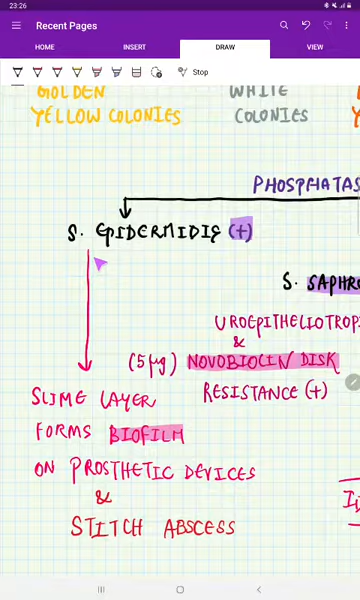 23:26
Recent Pages
HOME INSERT DRAW VIEW
Stop
GOLDEN
YELLOW COLONIES
WHITE
COLONIES
PHOSPHATAS
S. EPIDERMIDIS (+)
S. SAPHRO
UROEPITHELIOTROPI
&
(5μg) NOVOBIOCIN DISK
RESISTANCE (+)
SLIME LAYER
FORMS BIOFILM
ON PROSTHETIC DEVICES
&
STITCH ABSCESS